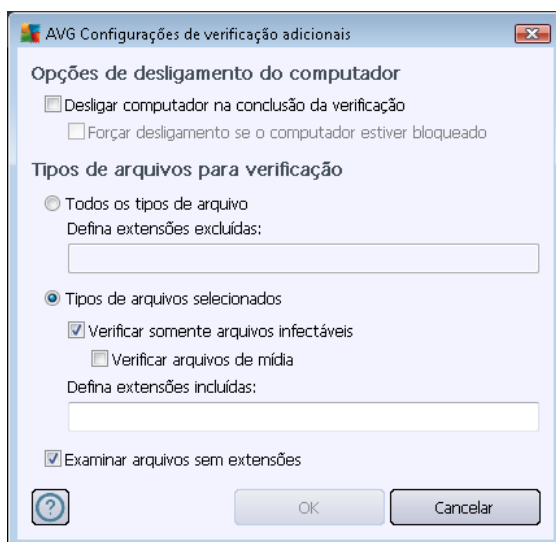 AVG Configurações de verificação adicionais
Opções de desligamento do computador
Desligar computador na conclusão da verificação
Forçar desligamento se o computador estiver bloqueado
Tipos de arquivos para verificação
Todos os tipos de arquivo
Defina extensões excluídas:
Tipos de arquivos selecionados
Verificar somente arquivos infectáveis
Verificar arquivos de mídia
Defina extensões incluídas:
Examinar arquivos sem extensões
?
OK
Cancelar